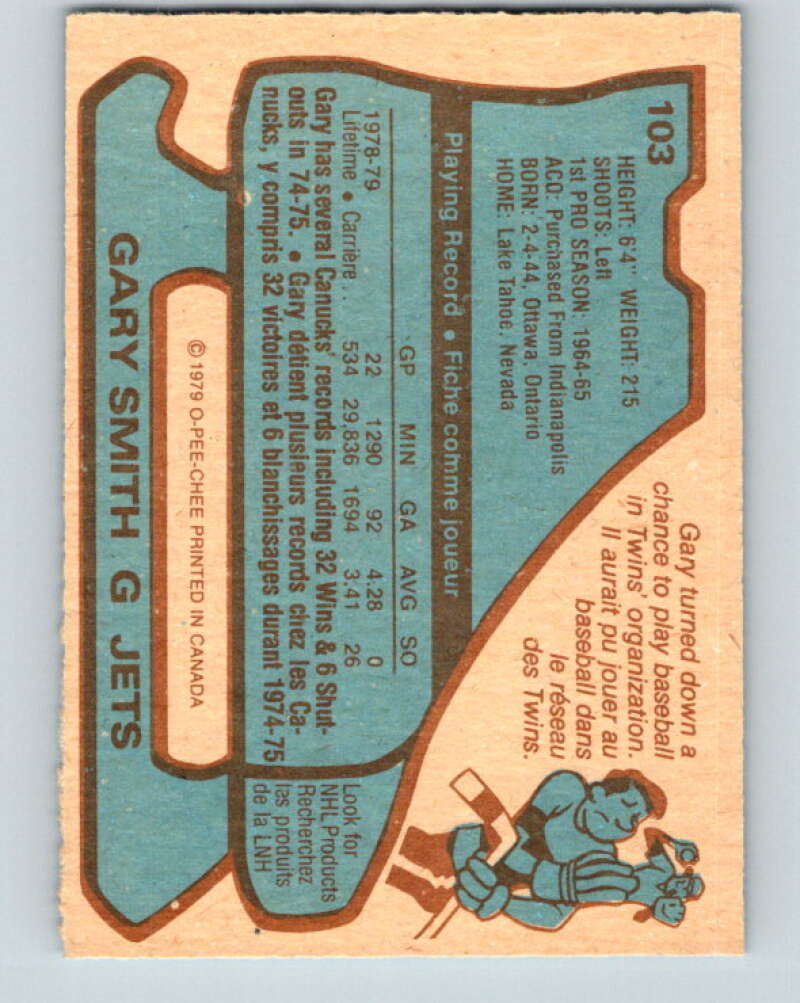 103
HEIGHT: 6'4" WEIGHT: 215
SHOOTS: Left
1st PRO SEASON: 1964-65
ACQ: Purchased From Indianapolis
BORN: 2-4-44, Ottawa, Ontario
HOME: Lake Tahoe, Nevada
Gary turned down a
chance to play baseball
in Twins' organization.
Il aurait pu jouer au
baseball dans
le réseau
des Twins.
Playing Record • Fiche comme joueur
GP MIN GA AVG SO
1978-79 22 1290 92 4.28 0
Lifetime • Carrière . . 534 29,836 1694 3.41 26
Gary has several Canucks' records including 32 Wins & 6 Shut-
outs in 74-75. • Gary détient plusieurs records chez les Ca-
nucks, y compris 32 victoires et 6 blanchissages durant 1974-75
Look for
NHL Products
Recherchez
las produits
de la LNH
© 1979 O-PEE-CHEE PRINTED IN CANADA
GARY SMITH G JETS